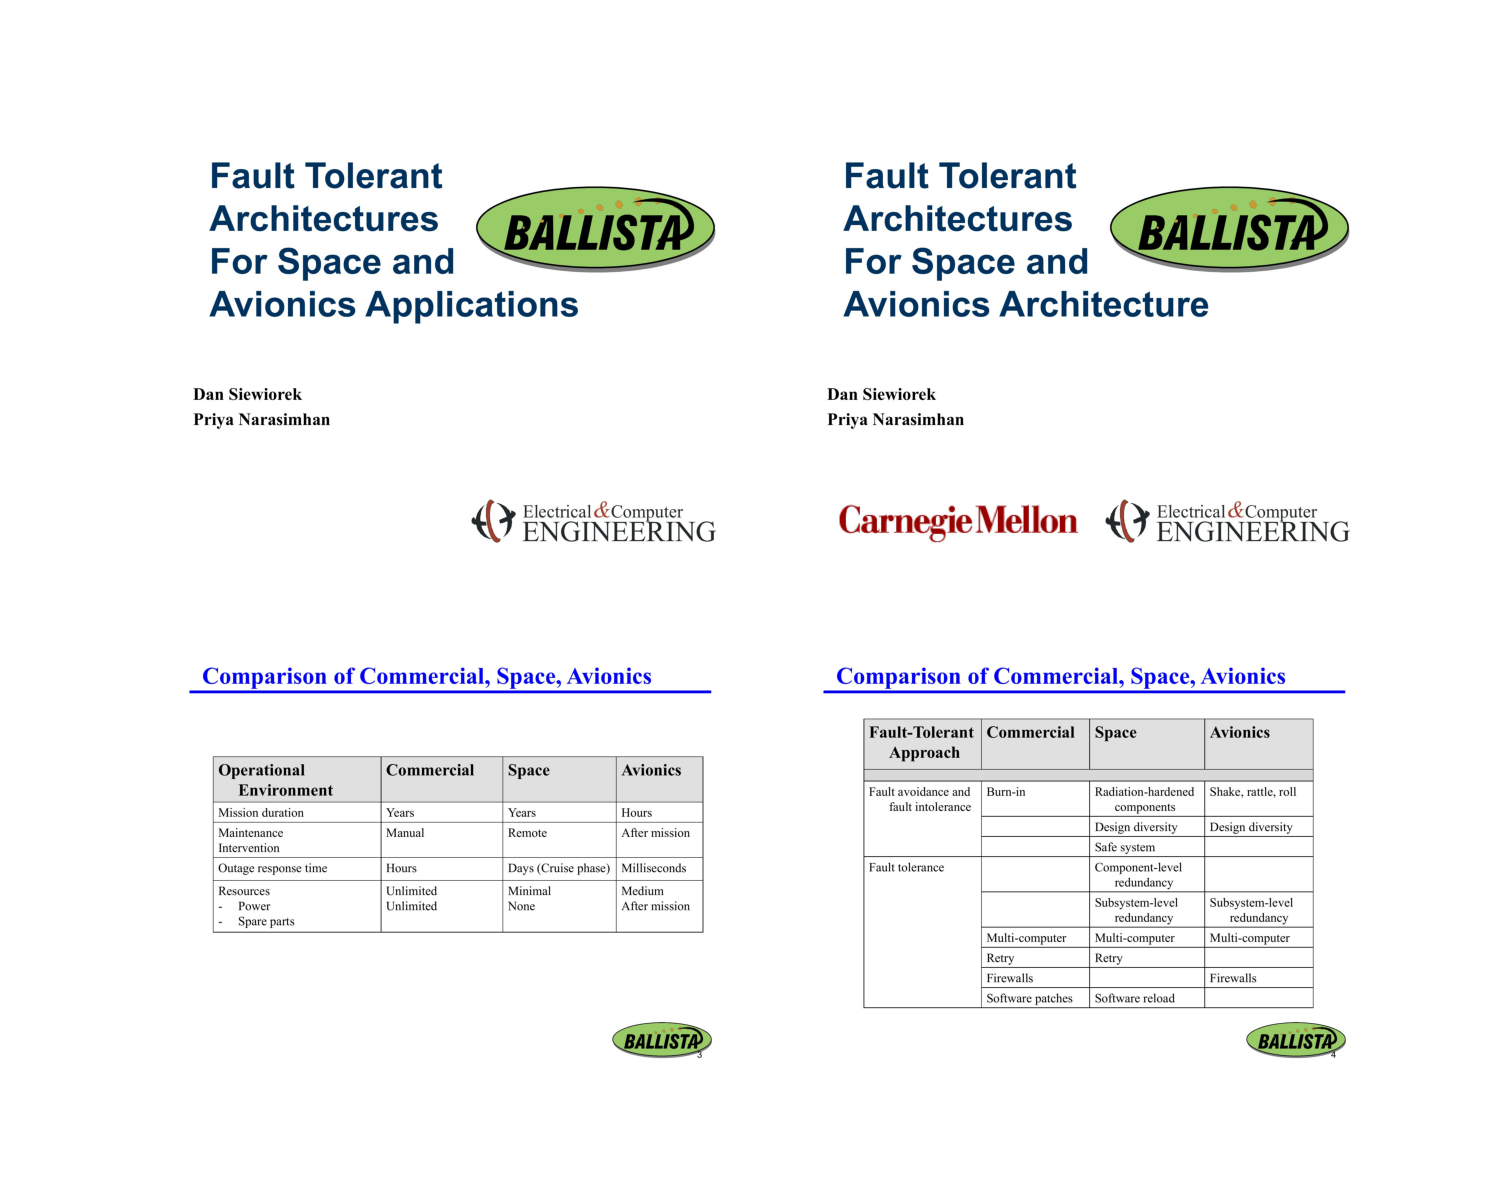 Fault Tolerant
Architectures
For Space and
Avionics Applications
BALLISTA
Dan Siewiorek
Priya Narasimhan
Electrical & Computer
ENGINEERING
Fault Tolerant
Architectures
For Space and
Avionics Architecture
BALLISTA
Dan Siewiorek
Priya Narasimhan
Carnegie Mellon
Electrical & Computer
ENGINEERING
Comparison of Commercial, Space, Avionics
Operational Environment Commercial Space Avionics
Mission duration Years Years Hours
Maintenance Intervention Manual Remote After mission
Outage response time Hours Days (Cruise phase) Milliseconds
Resources
- Power Unlimited Minimal Medium
- Spare parts Unlimited None After mission
BALLISTA
3
Comparison of Commercial, Space, Avionics
Fault-Tolerant Approach Commercial Space Avionics
Fault avoidance and fault intolerance Burn-in Radiation-hardened components Shake, rattle, roll
Design diversity Design diversity
Safe system
Fault tolerance Component-level redundancy
Subsystem-level redundancy Subsystem-level redundancy
Multi-computer Multi-computer Multi-computer
Retry Retry
Firewalls Firewalls
Software patches Software reload
BALLISTA
4